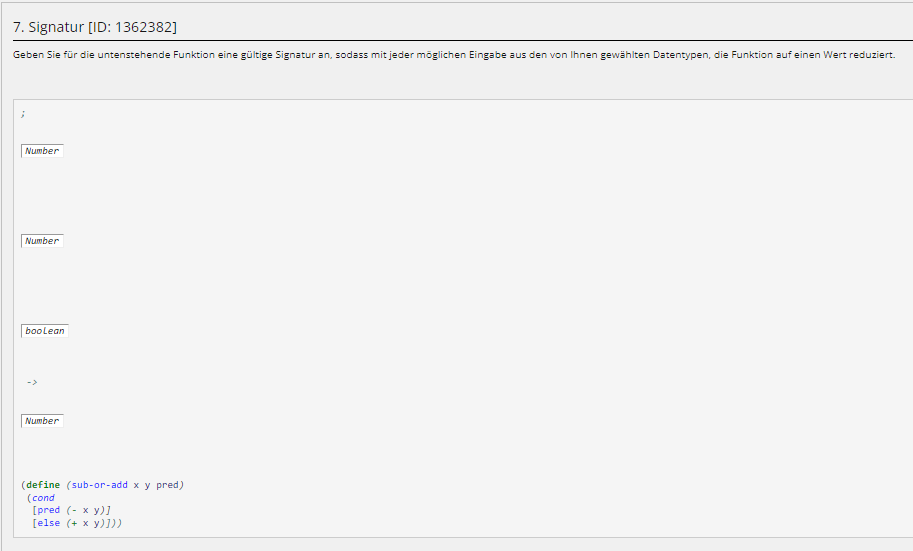 7. Signatur [ID: 1362382]
Geben Sie für die untenstehende Funktion eine gültige Signatur an, sodass mit jeder möglichen Eingabe aus den von Ihnen gewählten Datentypen, die Funktion auf einen Wert reduziert.
;
Number
Number
boolean
->
Number
(define (sub-or-add x y pred)
(cond
[pred (- x y)]
[else (+ x y)]))